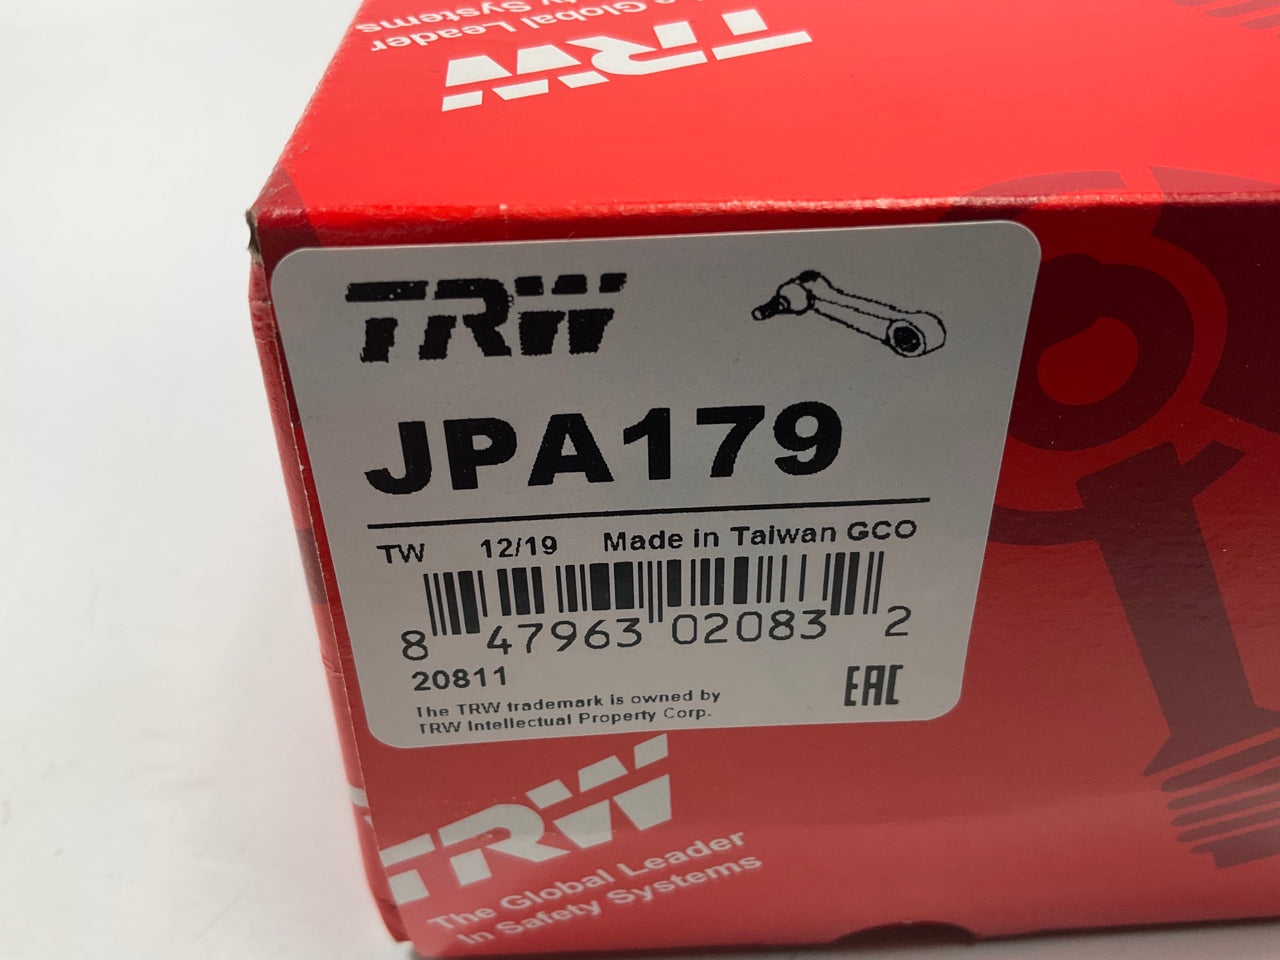 The Global Leader
In Safety Systems
TRW
TRW
JPA179
TW 12/19 Made in Taiwan GCO
8 47963 02083 2
20811
EAC
The TRW trademark is owned by
TRW Intellectual Property Corp.
TRW
The Global Leader
In Safety Systems